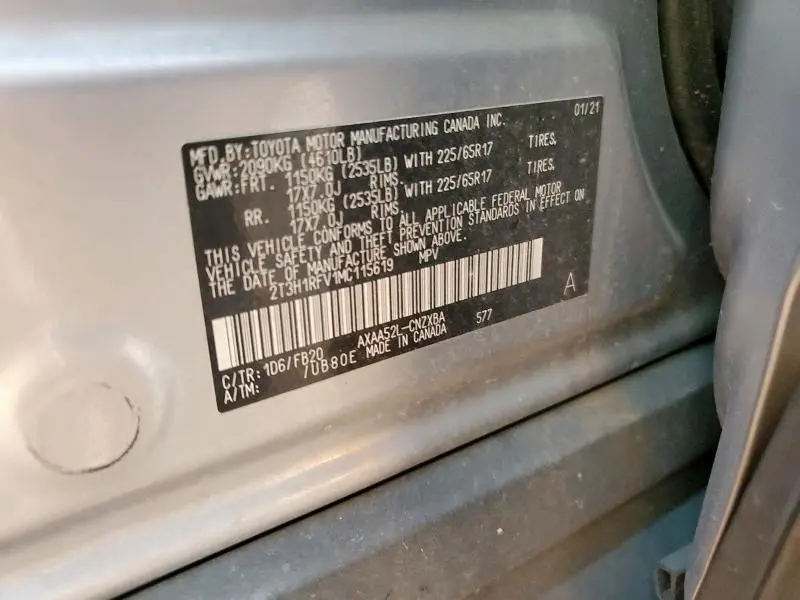 MFD.BY:TOYOTA MOTOR MANUFACTURING CANADA INC. 01/21
GVWR:2090KG (4610LB)
GAWR:FRT. 1150KG (2535LB) WITH 225/65R17 TIRES,
17X7.0J RIMS.
RR. 1150KG (2535LB) WITH 225/65R17 TIRES,
17X7.0J RIMS.
THIS VEHICLE CONFORMS TO ALL APPLICABLE FEDERAL MOTOR
VEHICLE SAFETY AND THEFT PREVENTION STANDARDS IN EFFECT ON
THE DATE OF MANUFACTURE SHOWN ABOVE.
2T3H1RFV1MC115619 MPV
A
AXAA52L-CNZXBA 577
C/TR: 1D6/FB20 MADE IN CANADA
A/TM: /UB80E